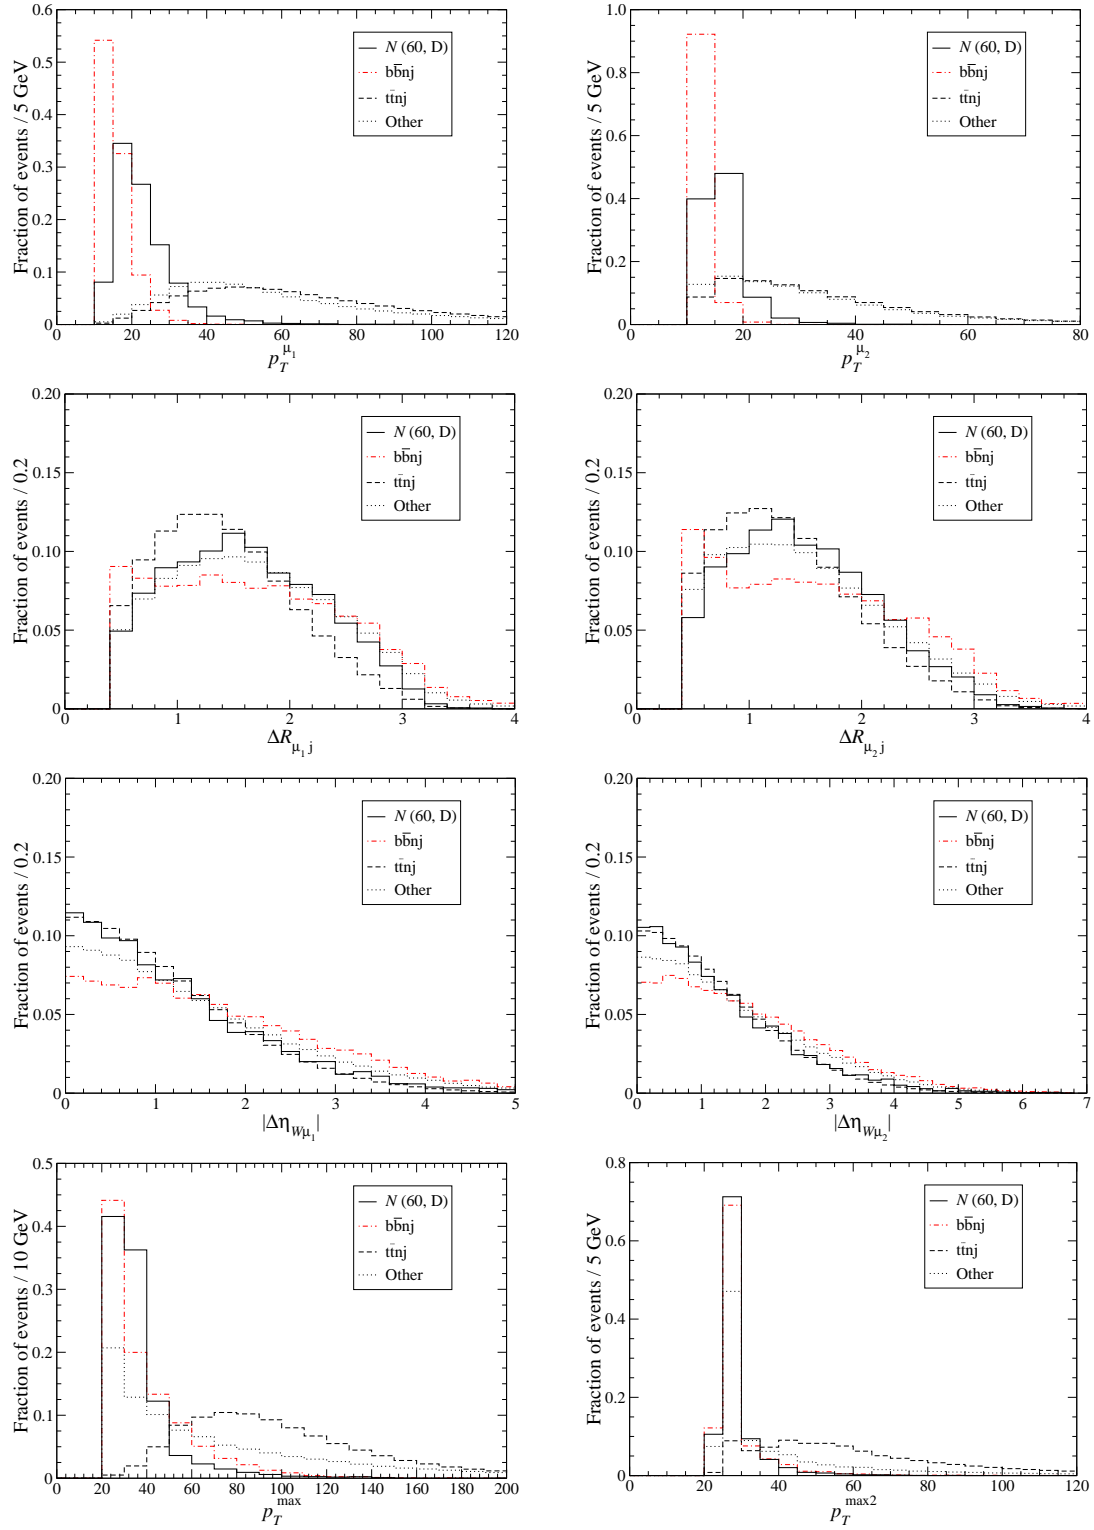 0.6
0.5
0.4
0.3
0.2
0.1
0
Fraction of events / 5 GeV
N (60, D)
bb̅nj
tt̅nj
Other
0 20 40 60 80 100 120
p_T^μ1
1.0
0.8
0.6
0.4
0.2
0.0
Fraction of events / 5 GeV
N (60, D)
bb̅nj
tt̅nj
Other
0 20 40 60 80
p_T^μ2
0.20
0.15
0.10
0.05
0
Fraction of events / 0.2
N (60, D)
bb̅nj
tt̅nj
Other
0 1 2 3 4
ΔR_μ1 j
0.20
0.15
0.10
0.05
0
Fraction of events / 0.2
N (60, D)
bb̅nj
tt̅nj
Other
0 1 2 3 4
ΔR_μ2 j
0.20
0.15
0.10
0.05
0
Fraction of events / 0.2
N (60, D)
bb̅nj
tt̅nj
Other
0 1 2 3 4 5
|Δη_Wμ1|
0.20
0.15
0.10
0.05
0
Fraction of events / 0.2
N (60, D)
bb̅nj
tt̅nj
Other
0 1 2 3 4 5 6 7
|Δη_Wμ2|
0.5
0.4
0.3
0.2
0.1
0
Fraction of events / 10 GeV
N (60, D)
bb̅nj
tt̅nj
Other
0 20 40 60 80 100 120 140 160 180 200
p_T^max
0.8
0.6
0.4
0.2
0
Fraction of events / 5 GeV
N (60, D)
bb̅nj
tt̅nj
Other
0 20 40 60 80 100 120
p_T^max2